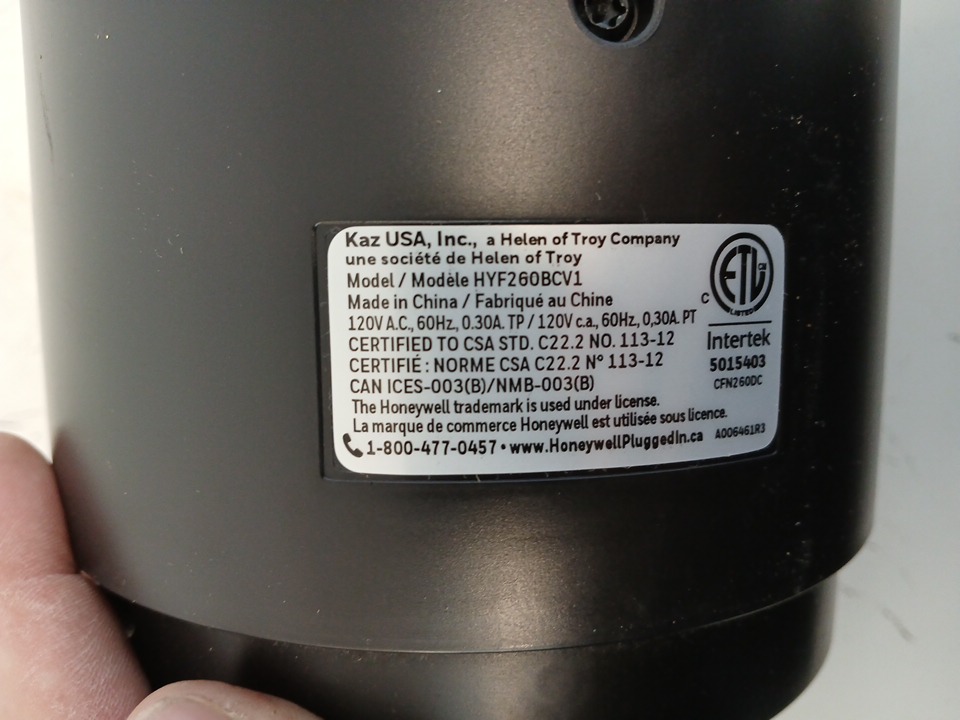 Kaz USA, Inc., a Helen of Troy Company
une société de Helen of Troy
Model / Modèle HYF260BCV1
Made in China / Fabriqué au Chine
120V A.C., 60Hz, 0.30A. TP / 120V c.a., 60Hz, 0,30A. PT
CERTIFIED TO CSA STD. C22.2 NO. 113-12
CERTIFIÉ : NORME CSA C22.2 N° 113-12
CAN ICES-003(B)/NMB-003(B)
The Honeywell trademark is used under license.
La marque de commerce Honeywell est utilisée sous licence.
1-800-477-0457 • www.HoneywellPluggedIn.ca
ETL CM
LISTED
C
Intertek
5015403
CFN260DC
A006461R3